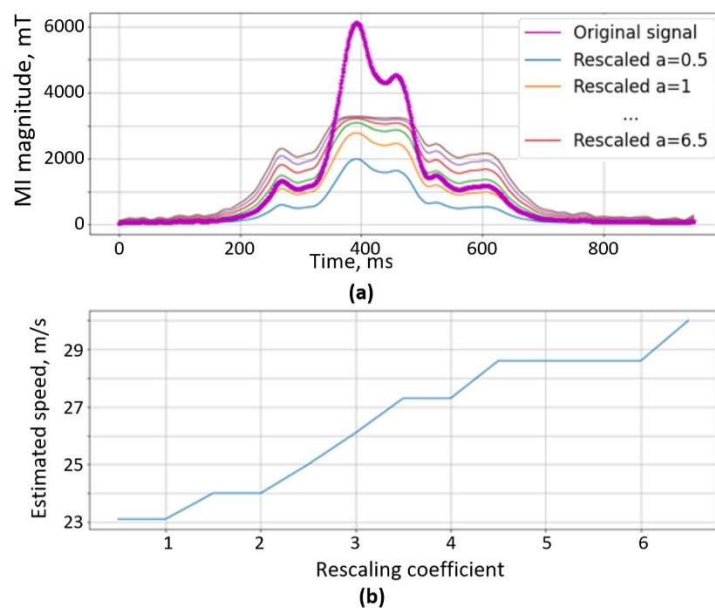 MI magnitude, mT
6000
4000
2000
0
Original signal
Rescaled a=0.5
Rescaled a=1
...
Rescaled a=6.5
0
200
400
600
800
Time, ms
(a)
Estimated speed, m/s
29
27
25
23
1
2
3
4
5
6
Rescaling coefficient
(b)